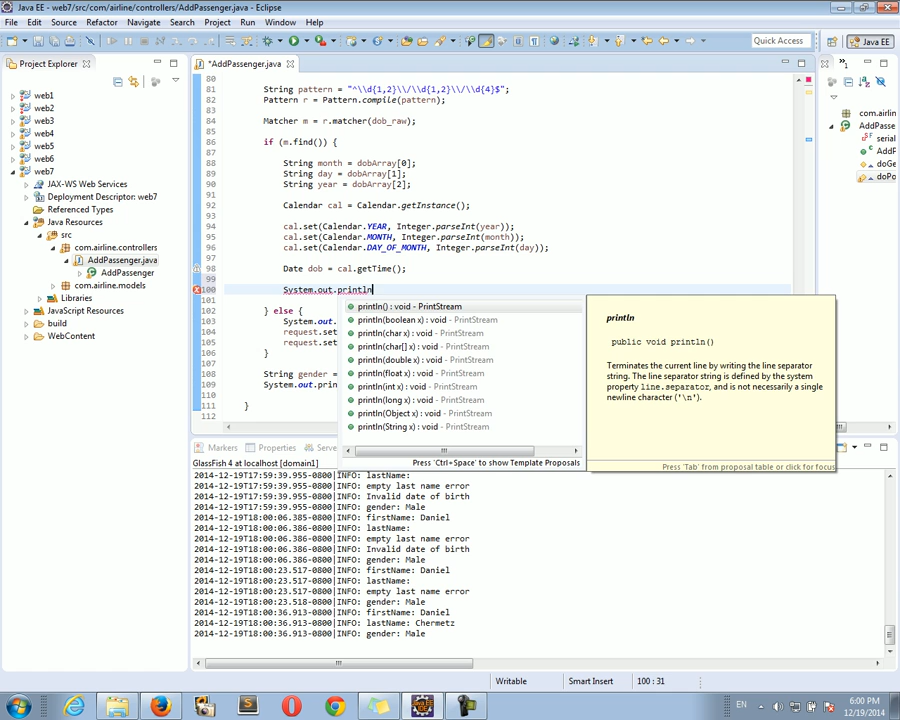 Java EE - web7/src/com/airline/controllers/AddPassenger.java - Eclipse
File Edit Source Refactor Navigate Search Project Run Window Help
Quick Access
Java EE
Project Explorer
*AddPassenger.java
web1
web2
web3
web4
web5
web6
web7
JAX-WS Web Services
Deployment Descriptor: web7
Referenced Types
Java Resources
src
com.airline.controllers
AddPassenger.java
AddPassenger
com.airline.models
Libraries
JavaScript Resources
build
WebContent
80
81 String pattern = "^\\d{1,2}\\/\\d{1,2}\\/\\d{4}$";
82 Pattern r = Pattern.compile(pattern);
83
84 Matcher m = r.matcher(dob_raw);
85
86 if (m.find()) {
87
88 String month = dobArray[0];
89 String day = dobArray[1];
90 String year = dobArray[2];
91
92 Calendar cal = Calendar.getInstance();
93
94 cal.set(Calendar.YEAR, Integer.parseInt(year));
95 cal.set(Calendar.MONTH, Integer.parseInt(month));
96 cal.set(Calendar.DAY_OF_MONTH, Integer.parseInt(day));
97
98 Date dob = cal.getTime();
99
100 System.out.println
101
102 } else {
103 System.out.
104 request.set
105 request.set
106 }
107
108 String gender =
109 System.out.prin
110
111 }
112
println() : void - PrintStream
println(boolean x) : void - PrintStream
println(char x) : void - PrintStream
println(char[] x) : void - PrintStream
println(double x) : void - PrintStream
println(float x) : void - PrintStream
println(int x) : void - PrintStream
println(long x) : void - PrintStream
println(Object x) : void - PrintStream
println(String x) : void - PrintStream
Press 'Ctrl+Space' to show Template Proposals
println
public void println()
Terminates the current line by writing the line separator
string. The line separator string is defined by the system
property line.separator, and is not necessarily a single
newline character ('\n').
Press 'Tab' from proposal table or click for focus
com.airl
AddPasse
serial
AddP
doGe
doPo
Markers Properties Serve
GlassFish 4 at localhost [domain1]
2014-12-19T17:59:39.955-0800|INFO: lastName:
2014-12-19T17:59:39.955-0800|INFO: empty last name error
2014-12-19T17:59:39.955-0800|INFO: Invalid date of birth
2014-12-19T17:59:39.955-0800|INFO: gender: Male
2014-12-19T18:00:06.385-0800|INFO: firstName: Daniel
2014-12-19T18:00:06.386-0800|INFO: lastName:
2014-12-19T18:00:06.386-0800|INFO: empty last name error
2014-12-19T18:00:06.386-0800|INFO: Invalid date of birth
2014-12-19T18:00:06.386-0800|INFO: gender: Male
2014-12-19T18:00:23.517-0800|INFO: firstName: Daniel
2014-12-19T18:00:23.517-0800|INFO: lastName:
2014-12-19T18:00:23.517-0800|INFO: empty last name error
2014-12-19T18:00:23.518-0800|INFO: gender: Male
2014-12-19T18:00:36.913-0800|INFO: firstName: Daniel
2014-12-19T18:00:36.913-0800|INFO: lastName: Chermetz
2014-12-19T18:00:36.913-0800|INFO: gender: Male
Writable Smart Insert 100 : 31
EN
6:00 PM
12/19/2014